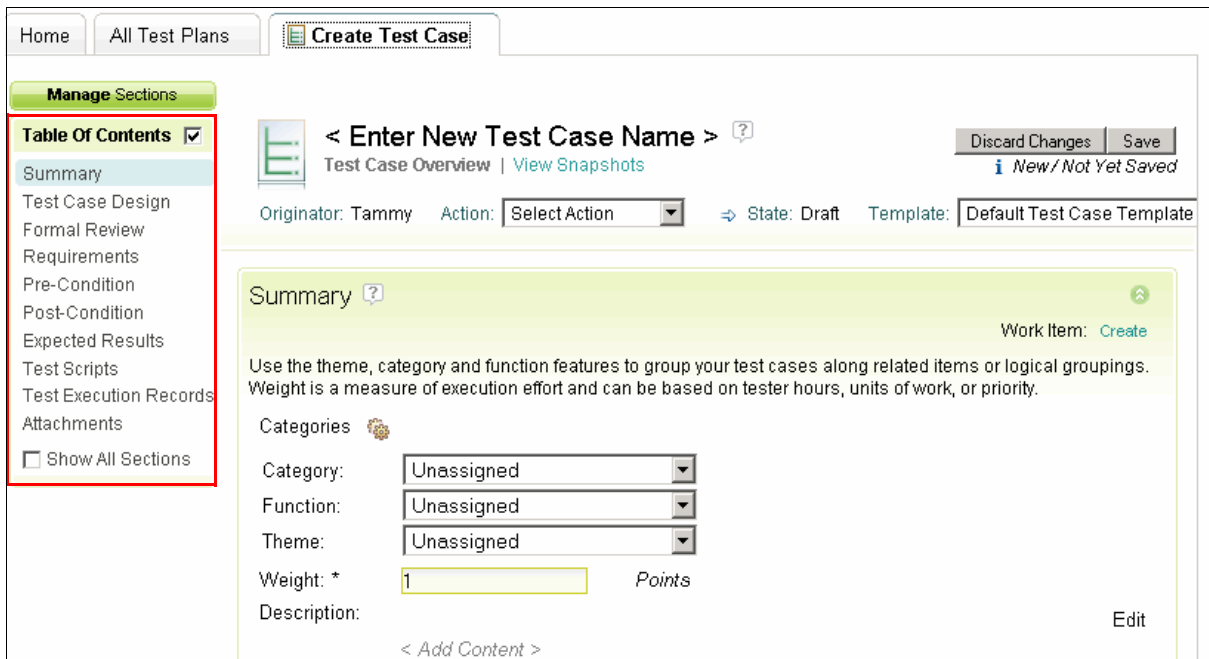 Home
All Test Plans
Create Test Case
Manage Sections
Table Of Contents
Summary
Test Case Design
Formal Review
Requirements
Pre-Condition
Post-Condition
Expected Results
Test Scripts
Test Execution Records
Attachments
Show All Sections
< Enter New Test Case Name > ?
Test Case Overview | View Snapshots
Discard Changes
Save
i New / Not Yet Saved
Originator: Tammy
Action: Select Action
State: Draft
Template: Default Test Case Template
Summary ?
Work Item: Create
Use the theme, category and function features to group your test cases along related items or logical groupings.
Weight is a measure of execution effort and can be based on tester hours, units of work, or priority.
Categories
Category: Unassigned
Function: Unassigned
Theme: Unassigned
Weight: * 1 Points
Description:
Edit
< Add Content >